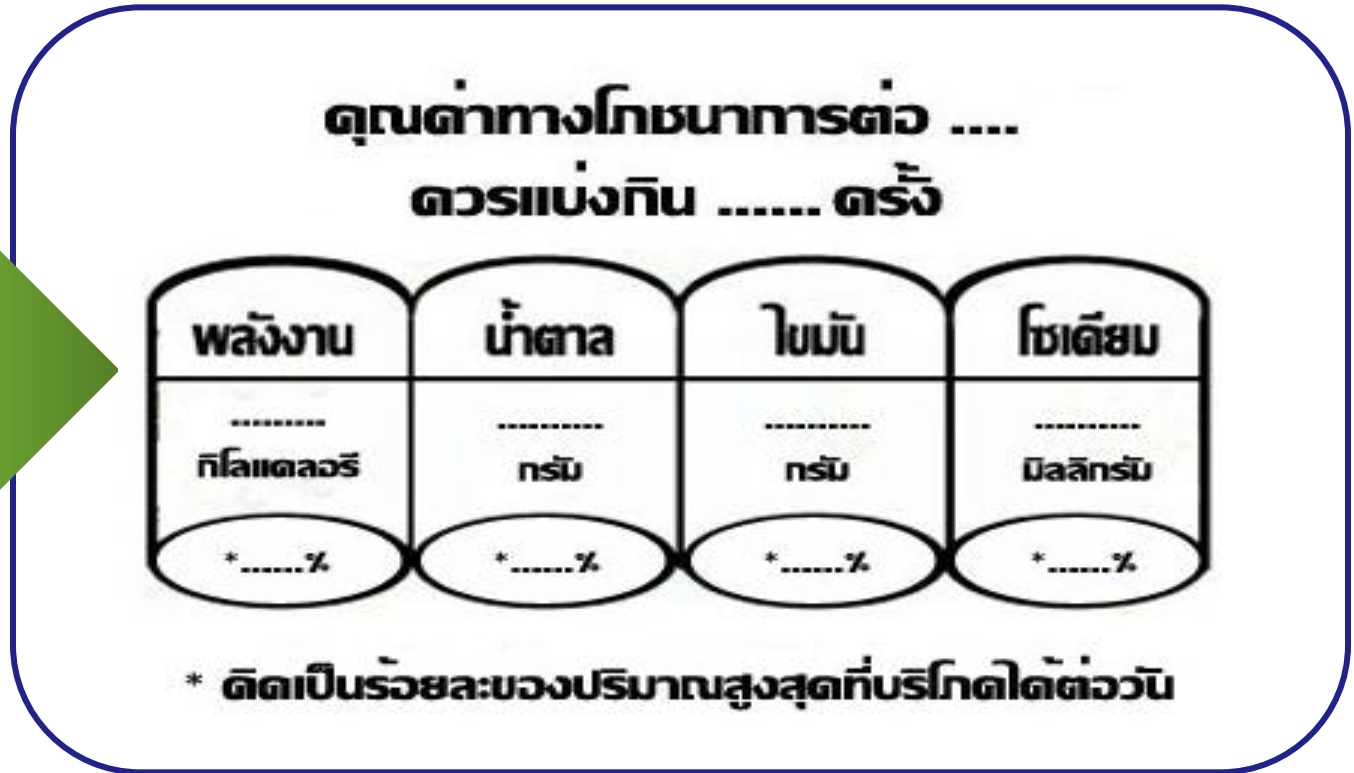 คุณค่าทางโภชนาการต่อ ....
ควรแบ่งกิน ...... ครั้ง
พลังงาน น้ำตาล ไขมัน โซเดียม
......... .......... .......... ..........
กิโลแคลอรี กรัม กรัม มิลลิกรัม
*......% *......% *......% *......%
* คิดเป็นร้อยละของปริมาณสูงสุดที่บริโภคได้ต่อวัน